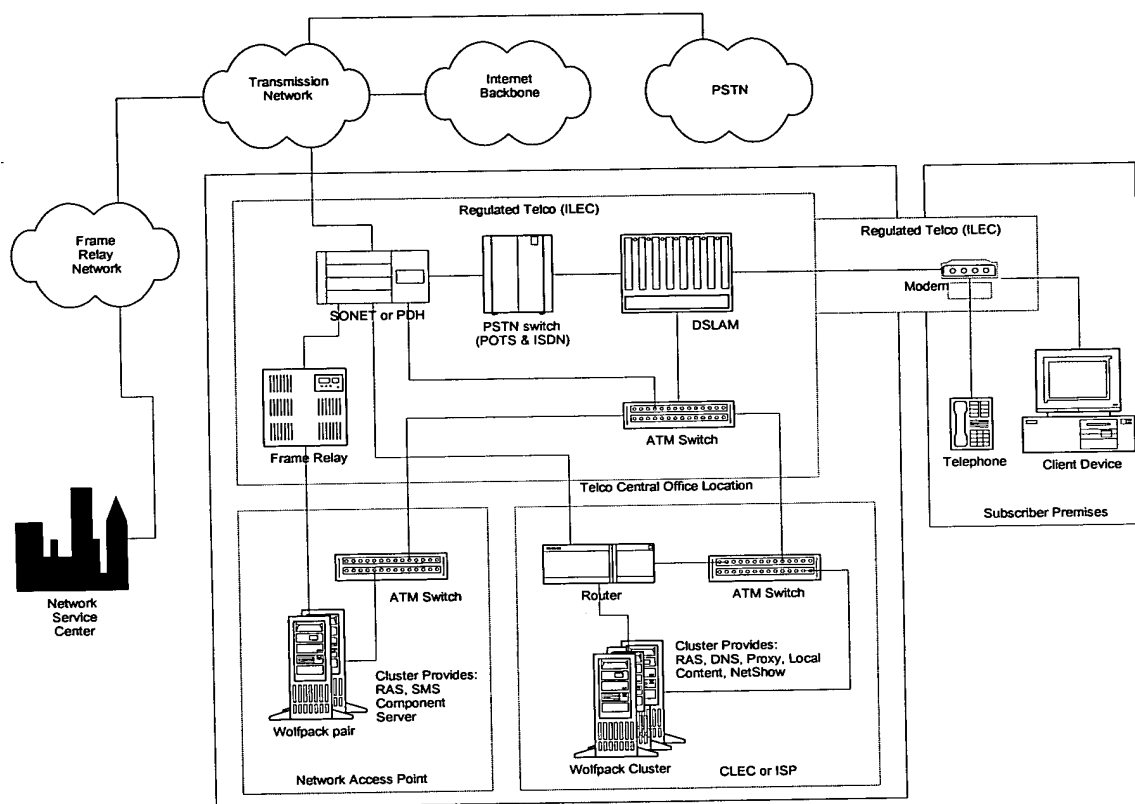 Transmission
Network
Internet
Backbone
PSTN
Frame
Relay
Network
Regulated Telco (ILEC)
Regulated Telco (ILEC)
SONET or PDH
PSTN switch
(POTS & ISDN)
DSLAM
Modem
Frame Relay
ATM Switch
Telephone
Client Device
Telco Central Office Location
Subscriber Premises
Network
Service
Center
ATM Switch
Router
ATM Switch
Cluster Provides:
RAS, SMS
Component
Server
Cluster Provides:
RAS, DNS, Proxy, Local
Content, NetShow
Wolfpack pair
Wolfpack Cluster
Network Access Point
CLEC or ISP